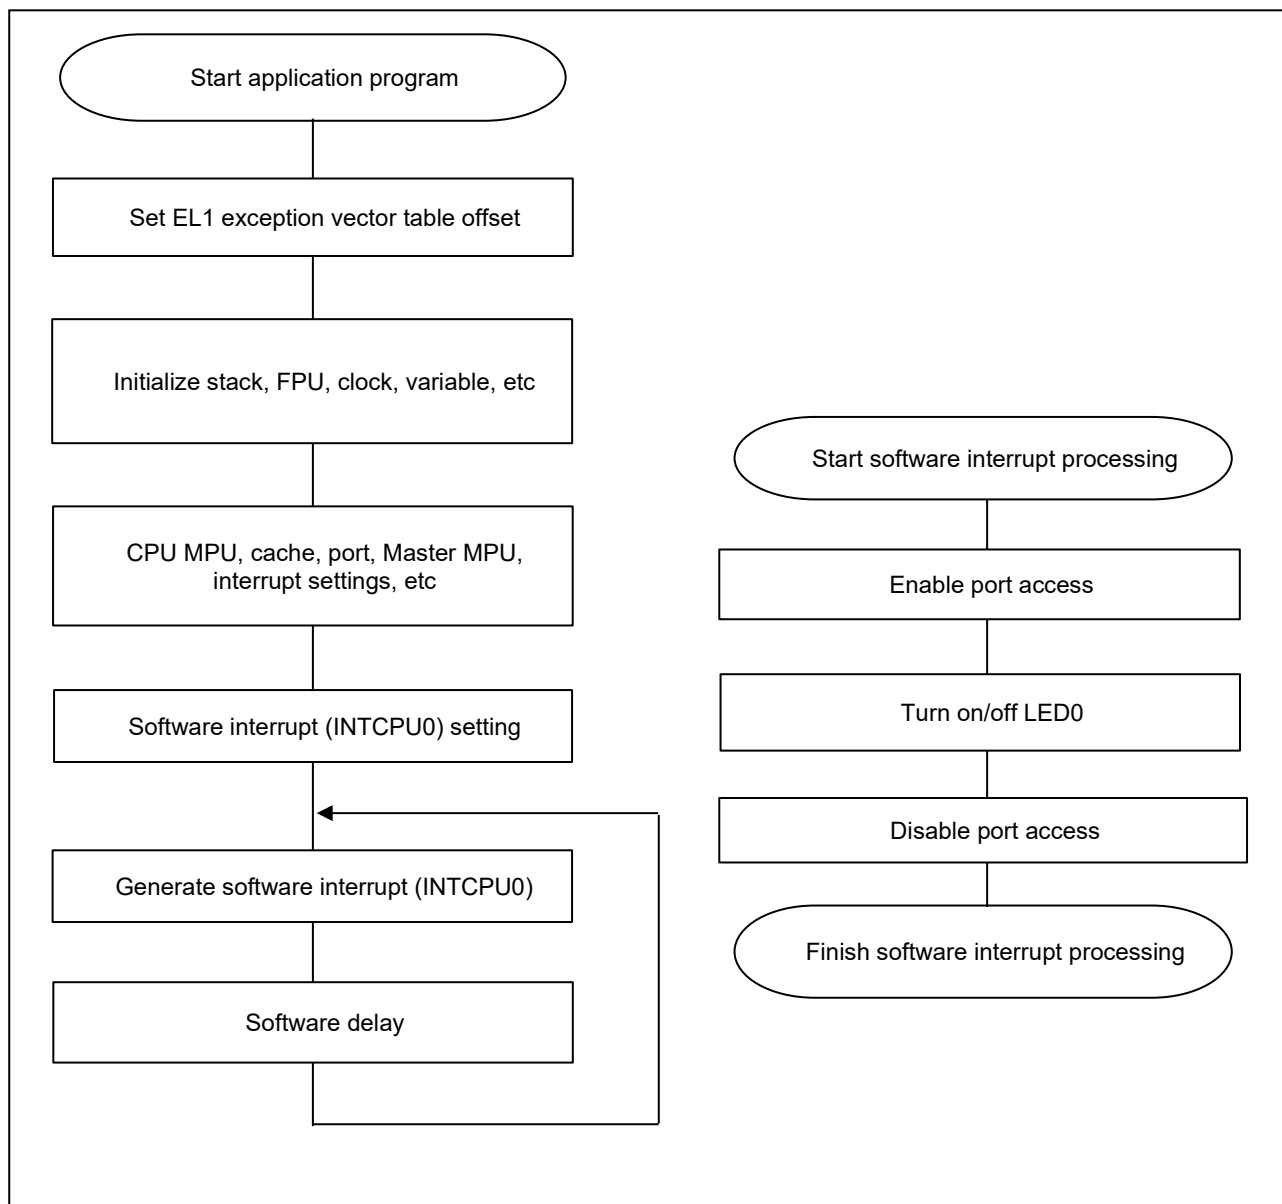 Start application program
Set EL1 exception vector table offset
Initialize stack, FPU, clock, variable, etc
CPU MPU, cache, port, Master MPU,
interrupt settings, etc
Software interrupt (INTCPU0) setting
Generate software interrupt (INTCPU0)
Software delay
Start software interrupt processing
Enable port access
Turn on/off LED0
Disable port access
Finish software interrupt processing